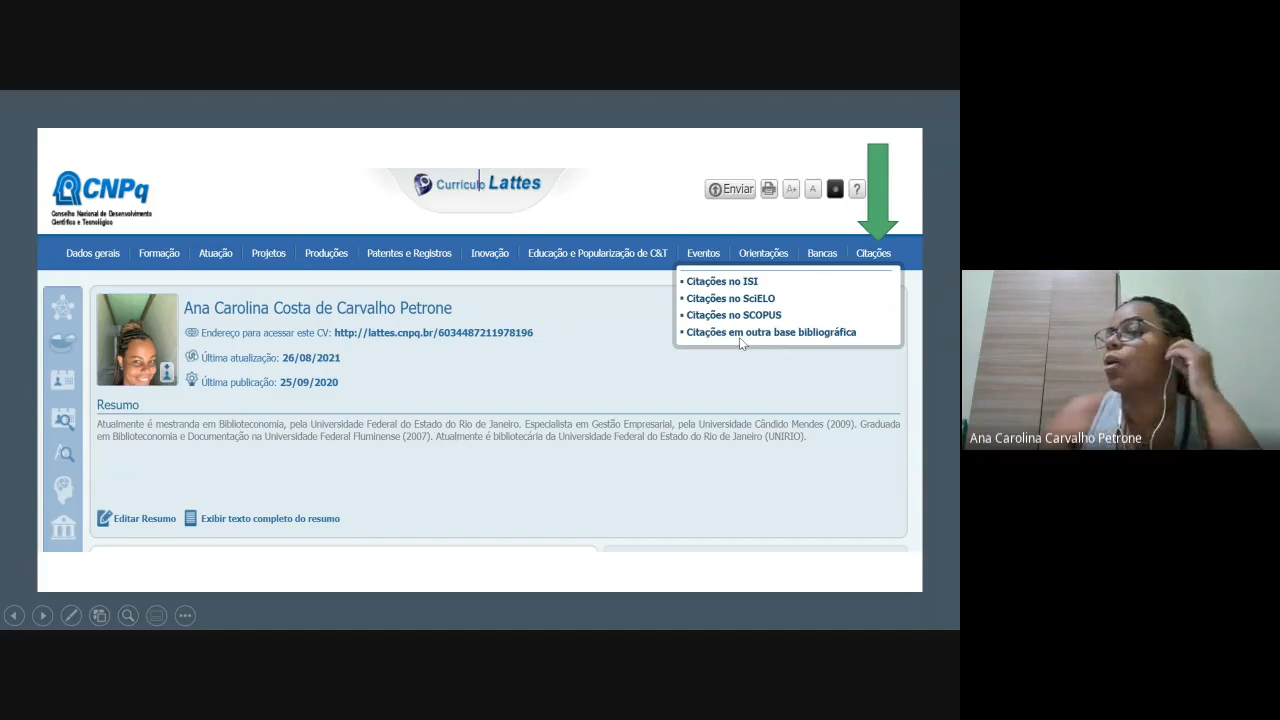 CNPq
Conselho Nacional de Desenvolvimento
Científico e Tecnológico
Currículo Lattes
Enviar
A+
A
?
Dados gerais
Formação
Atuação
Projetos
Produções
Patentes e Registros
Inovação
Educação e Popularização de C&T
Eventos
Orientações
Bancas
Citações
Citações no ISI
Citações no SciELO
Citações no SCOPUS
Citações em outra base bibliográfica
Ana Carolina Costa de Carvalho Petrone
Endereço para acessar este CV: http://lattes.cnpq.br/6034487211978196
Última atualização: 26/08/2021
Última publicação: 25/09/2020
Resumo
Atualmente é mestranda em Biblioteconomia, pela Universidade Federal do Estado do Rio de Janeiro. Especialista em Gestão Empresarial, pela Universidade Cândido Mendes (2009). Graduada
em Biblioteconomia e Documentação na Universidade Federal Fluminense (2007). Atualmente é bibliotecária da Universidade Federal do Estado do Rio de Janeiro (UNIRIO).
Editar Resumo
Exibir texto completo do resumo
Ana Carolina Carvalho Petrone